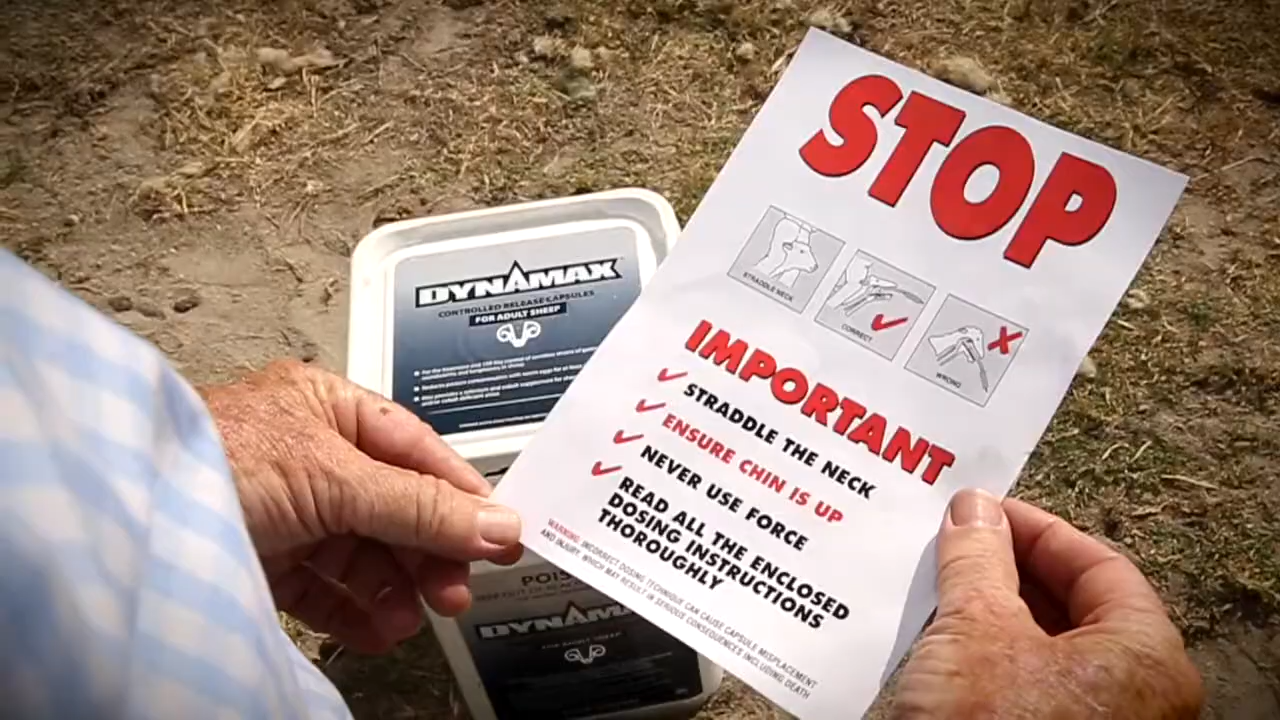 STOP
STRADDLE NECK
CORRECT
WRONG
IMPORTANT
STRADDLE THE NECK
ENSURE CHIN IS UP
NEVER USE FORCE
READ ALL THE ENCLOSED
DOSING INSTRUCTIONS
THOROUGHLY
WARNING: INCORRECT DOSING TECHNIQUE CAN CAUSE CAPSULE MISPLACEMENT
AND INJURY, WHICH MAY RESULT IN SERIOUS CONSEQUENCES INCLUDING DEATH
DYNAMAX
CONTROLLED RELEASE CAPSULES
FOR ADULT SHEEP
POIS
DYNAMA
FOR ADULT SHEEP